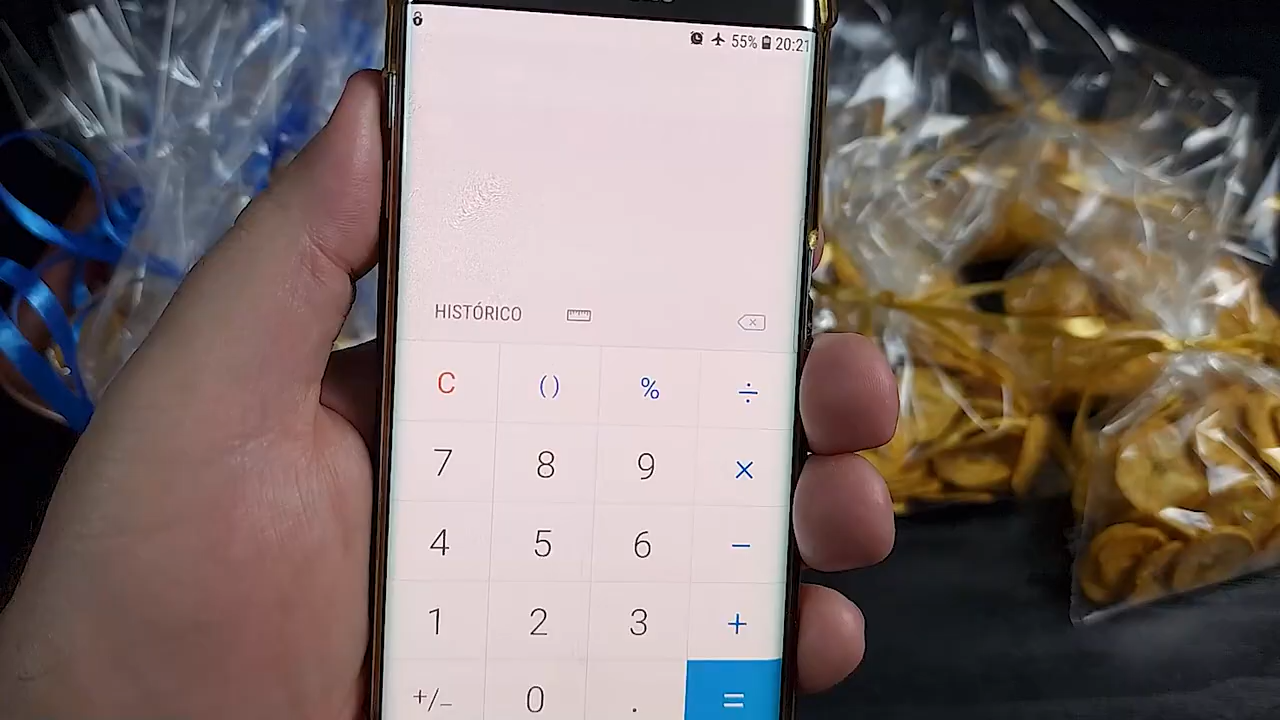 55% 20:21
HISTÓRICO
C () % ÷
7 8 9 ×
4 5 6 −
1 2 3 +
+/− 0 . =